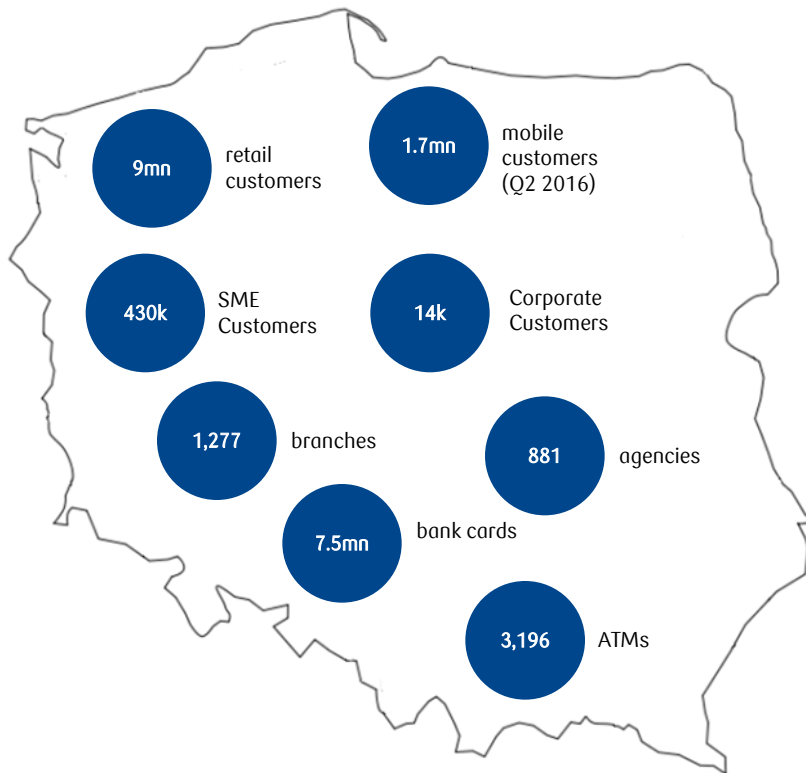 9mn
retail
customers
1.7mn
mobile
customers
(Q2 2016)
430k
SME
Customers
14k
Corporate
Customers
1,277
branches
881
agencies
7.5mn
bank cards
3,196
ATMs